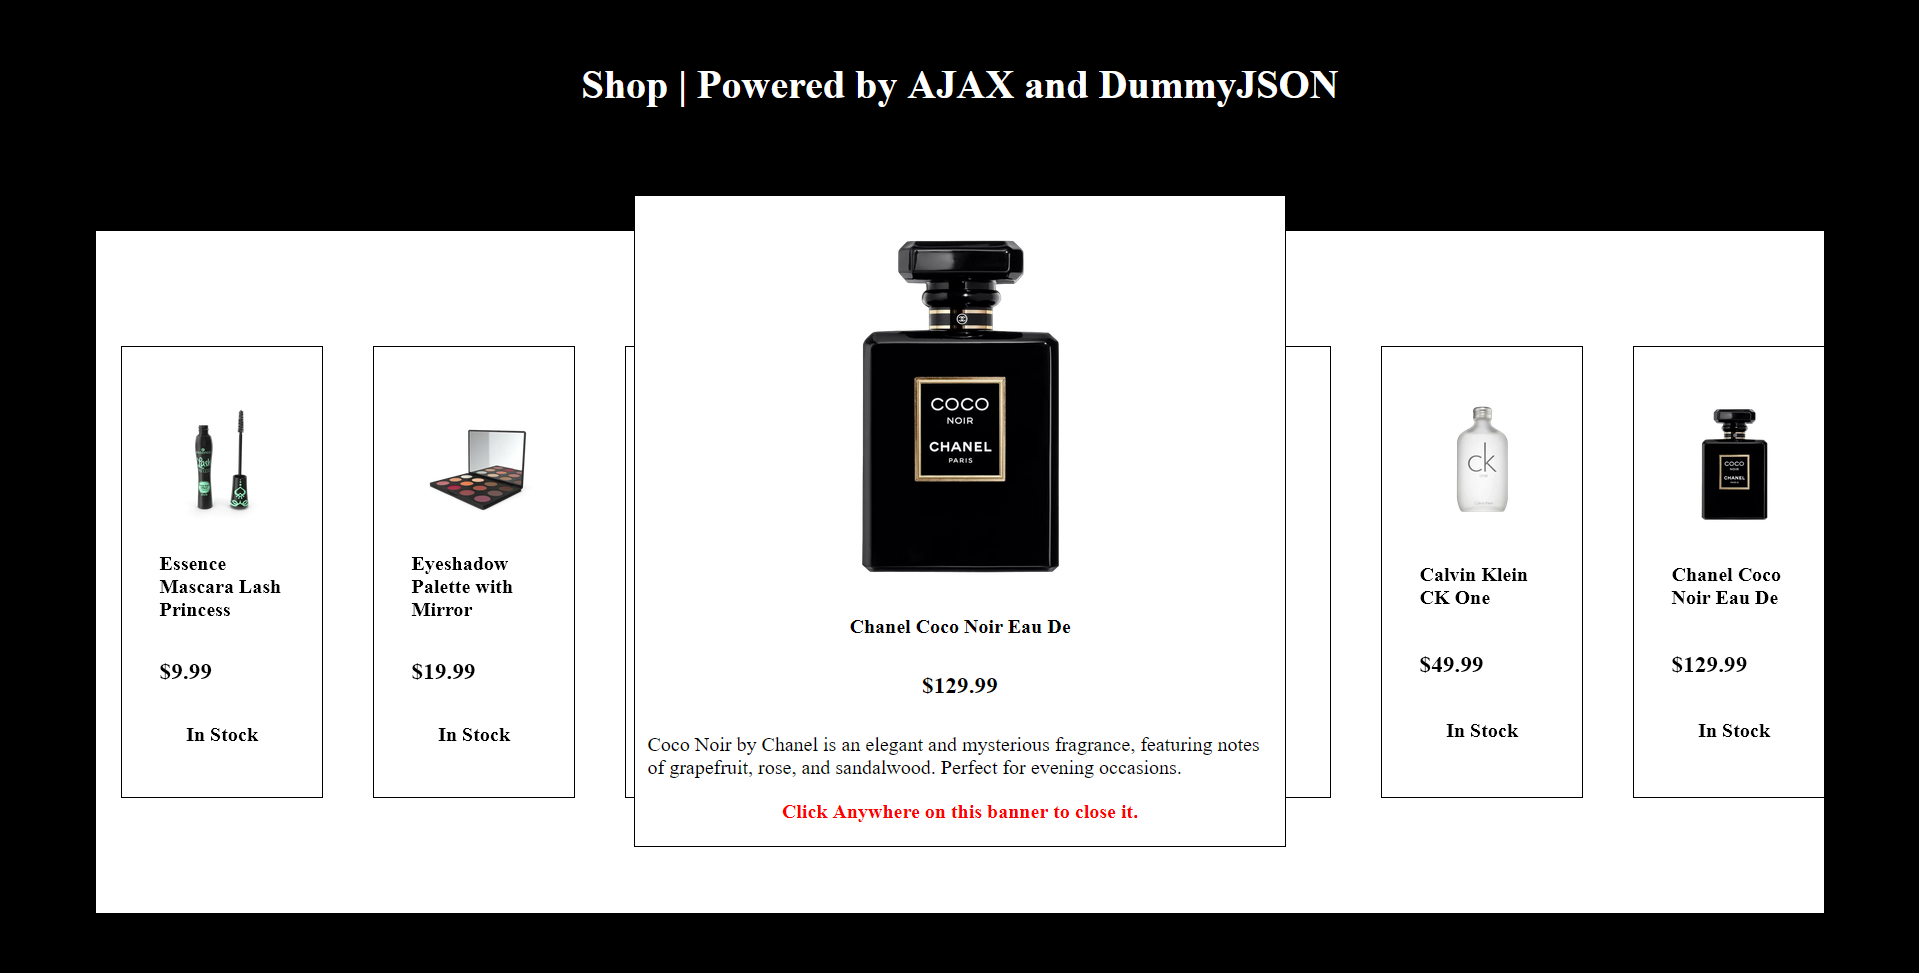 Shop | Powered by AJAX and DummyJSON
COCO
NOIR
CHANEL
PARIS
Chanel Coco Noir Eau De
$129.99
Coco Noir by Chanel is an elegant and mysterious fragrance, featuring notes
of grapefruit, rose, and sandalwood. Perfect for evening occasions.
Click Anywhere on this banner to close it.
Essence
Mascara Lash
Princess
$9.99
In Stock
Eyeshadow
Palette with
Mirror
$19.99
In Stock
ck
Calvin Klein
CK One
$49.99
In Stock
COCO
NOIR
CHANEL
Chanel Coco
Noir Eau De
$129.99
In Stock